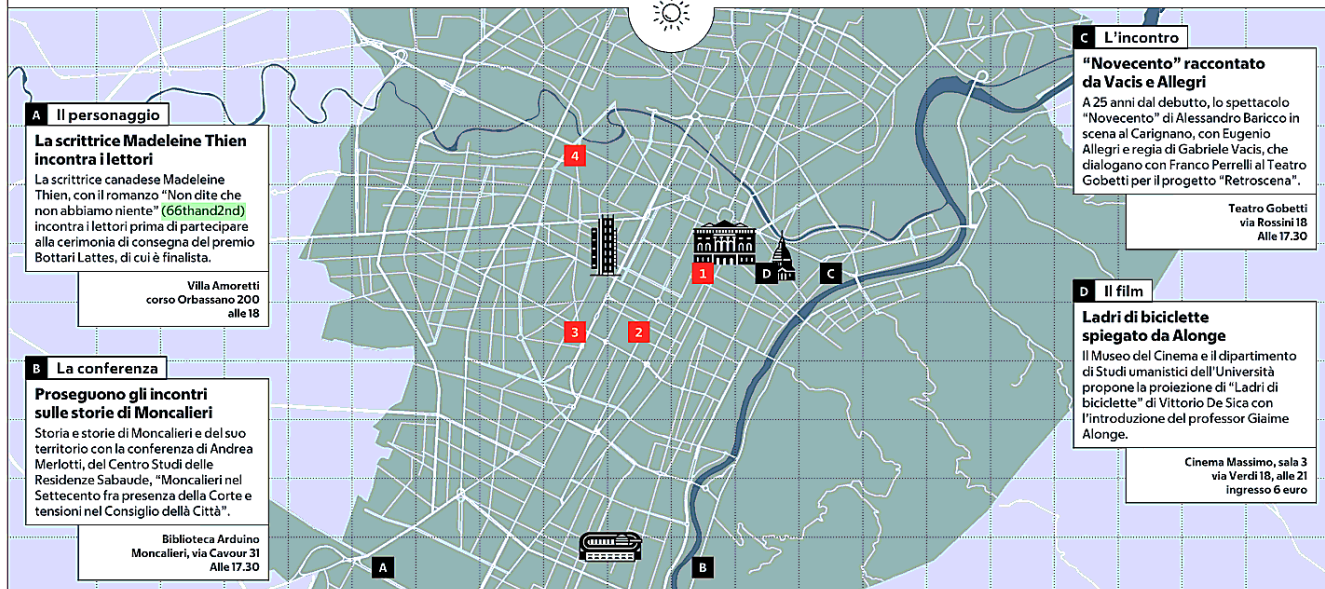 A Il personaggio
La scrittrice Madeleine Thien
incontra i lettori
La scrittrice canadese Madeleine
Thien, con il romanzo "Non dite che
non abbiamo niente" (66thand2nd)
incontra i lettori prima di partecipare
alla cerimonia di consegna del premio
Bottari Lattes, di cui è finalista.
Villa Amoretti
corso Orbassano 200
alle 18
B La conferenza
Proseguono gli incontri
sulle storie di Moncalieri
Storia e storie di Moncalieri e del suo
territorio con la conferenza di Andrea
Merlotti, del Centro Studi delle
Residenze Sabaude, "Moncalieri nel
Settecento fra presenza della Corte e
tensioni nel Consiglio dellà Città".
Biblioteca Arduino
Moncalieri, via Cavour 31
Alle 17.30
4
1
D
C
3
2
A
B
C L'incontro
"Novecento" raccontato
da Vacis e Allegri
A 25 anni dal debutto, lo spettacolo
"Novecento" di Alessandro Baricco in
scena al Carignano, con Eugenio
Allegri e regia di Gabriele Vacis, che
dialogano con Franco Perrelli al Teatro
Gobetti per il progetto "Retroscena".
Teatro Gobetti
via Rossini 18
Alle 17.30
D Il film
Ladri di biciclette
spiegato da Alonge
Il Museo del Cinema e il dipartimento
di Studi umanistici dell'Università
propone la proiezione di "Ladri di
biciclette" di Vittorio De Sica con
l'introduzione del professor Giaime
Alonge.
Cinema Massimo, sala 3
via Verdi 18, alle 21
ingresso 6 euro